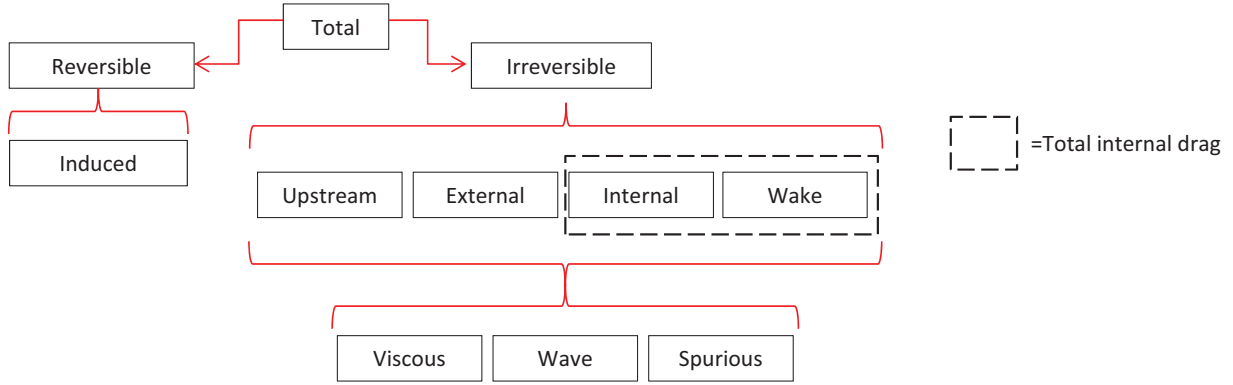 Total
Reversible
Irreversible
Induced
=Total internal drag
Upstream
External
Internal
Wake
Viscous
Wave
Spurious